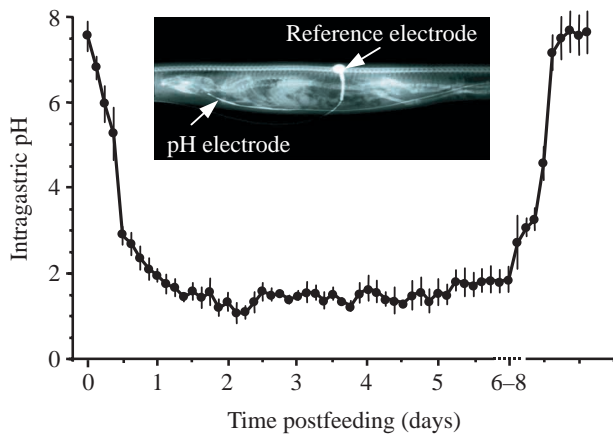 8
6
4
2
0
Intragastric pH
Reference electrode
pH electrode
0 1 2 3 4 5 6–8
Time postfeeding (days)